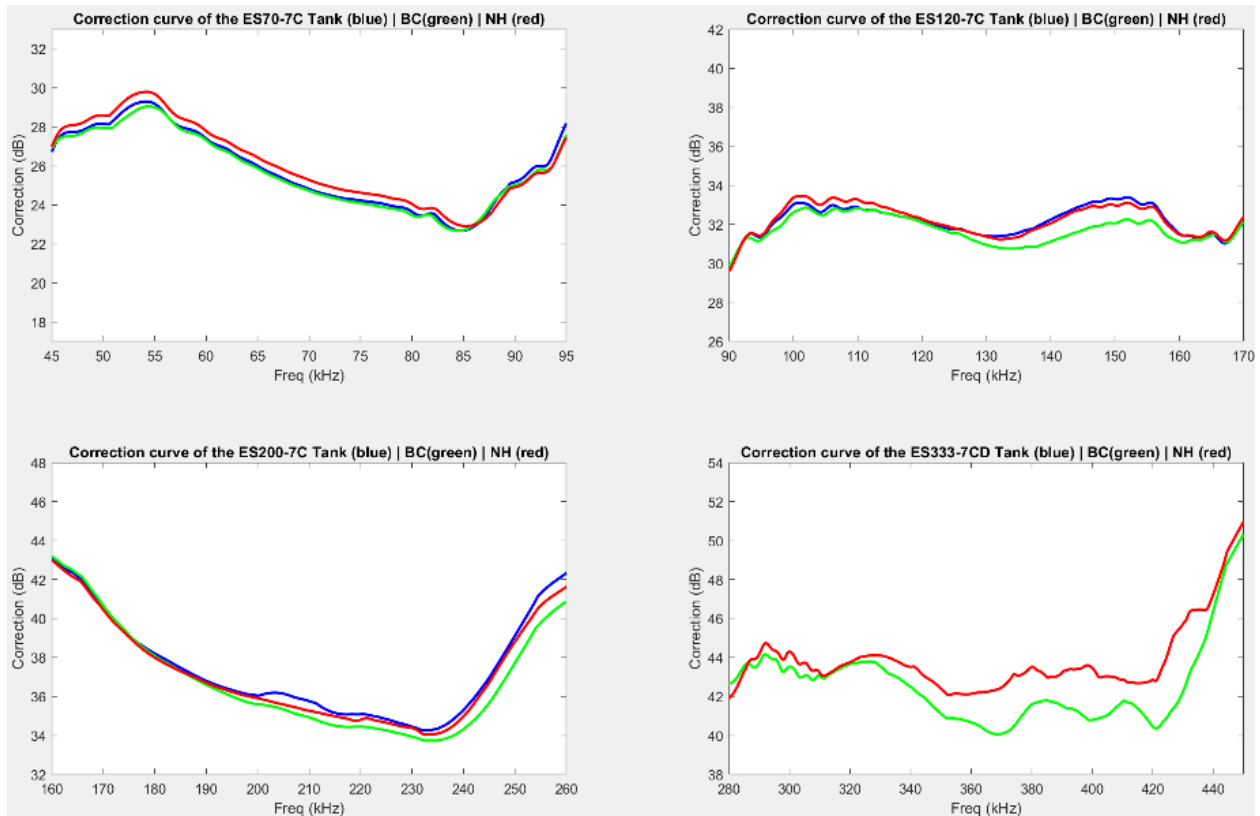 Correction curve of the ES70-7C Tank (blue) | BC(green) | NH (red)
32
30
28
26
24
22
20
18
Correction (dB)
45 50 55 60 65 70 75 80 85 90 95
Freq (kHz)
Correction curve of the ES120-7C Tank (blue) | BC(green) | NH (red)
42
40
38
36
34
32
30
28
26
Correction (dB)
90 100 110 120 130 140 150 160 170
Freq (kHz)
Correction curve of the ES200-7C Tank (blue) | BC(green) | NH (red)
48
46
44
42
40
38
36
34
32
Correction (dB)
160 170 180 190 200 210 220 230 240 250 260
Freq (kHz)
Correction curve of the ES333-7CD Tank (blue) | BC(green) | NH (red)
54
52
50
48
46
44
42
40
38
Correction (dB)
280 300 320 340 360 380 400 420 440
Freq (kHz)